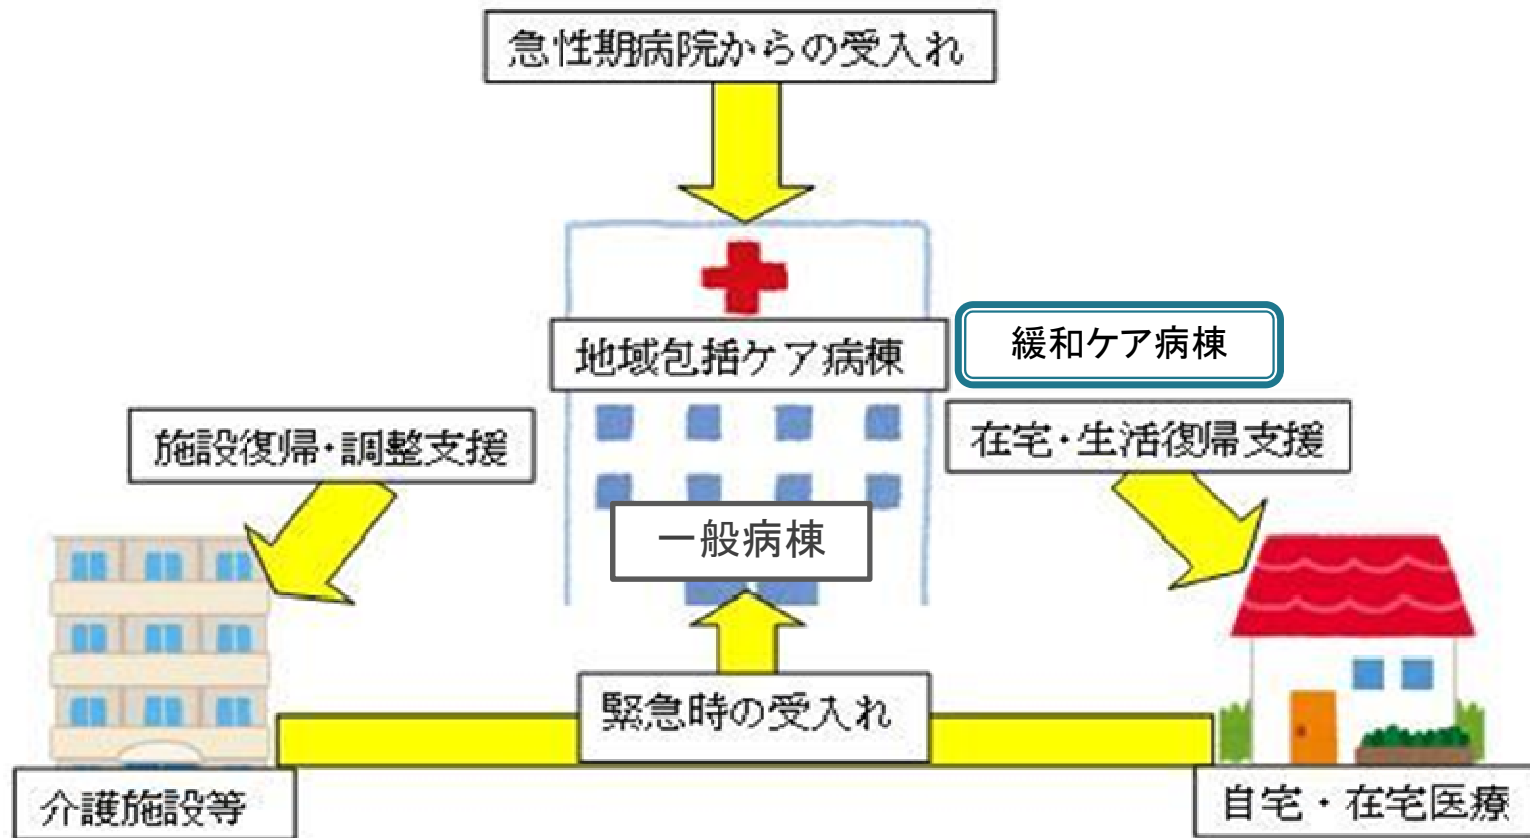 急性期病院からの受入れ
地域包括ケア病棟
緩和ケア病棟
施設復帰・調整支援
在宅・生活復帰支援
一般病棟
緊急時の受入れ
介護施設等
自宅・在宅医療